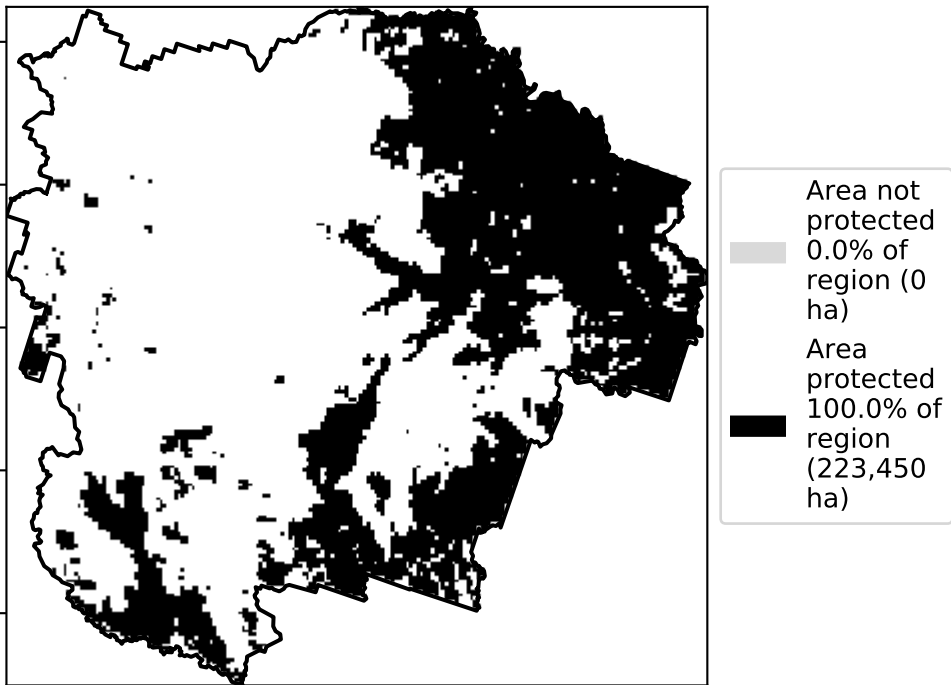 Area not
protected
0.0% of
region (0
ha)
Area
protected
100.0% of
region
(223,450
ha)